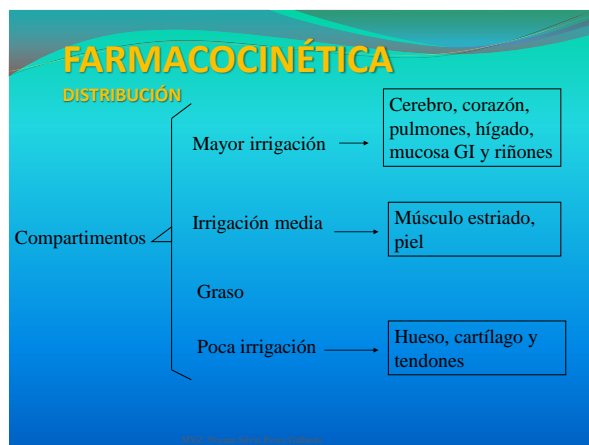 FARMACOCINÉTICA
DISTRIBUCIÓN
Compartimentos
Mayor irrigación
Cerebro, corazón,
pulmones, hígado,
mucosa GI y riñones
Irrigación media
Músculo estriado,
piel
Graso
Poca irrigación
Hueso, cartílago y
tendones